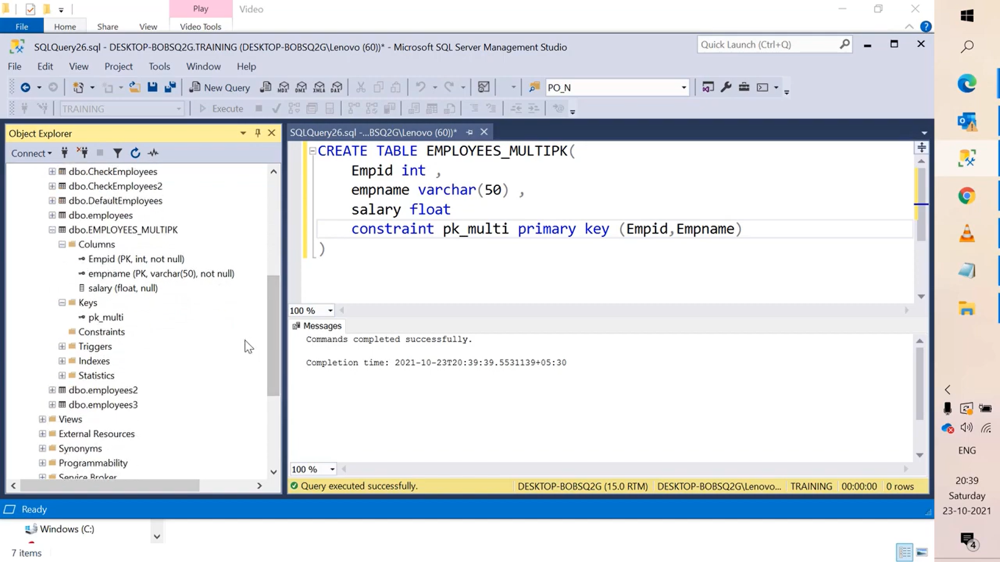 Play
Video
File
Home
Share
View
Video Tools
SQLQuery26.sql - DESKTOP-BOBSQ2G.TRAINING (DESKTOP-BOBSQ2G\Lenovo (60))* - Microsoft SQL Server Management Studio
Quick Launch (Ctrl+Q)
File Edit View Project Tools Window Help
New Query
MDX DMX XMLA DAX
PO_N
TRAINING
Execute
Object Explorer
SQLQuery26.sql -...BSQ2G\Lenovo (60))*
Connect
dbo.CheckEmployees
dbo.CheckEmployees2
dbo.DefaultEmployees
dbo.employees
dbo.EMPLOYEES_MULTIPK
Columns
Empid (PK, int, not null)
empname (PK, varchar(50), not null)
salary (float, null)
Keys
pk_multi
Constraints
Triggers
Indexes
Statistics
dbo.employees2
dbo.employees3
Views
External Resources
Synonyms
Programmability
Service Broker
CREATE TABLE EMPLOYEES_MULTIPK(
Empid int ,
empname varchar(50) ,
salary float
constraint pk_multi primary key (Empid,Empname)
)
100 %
Messages
Commands completed successfully.
Completion time: 2021-10-23T20:39:39.5531139+05:30
100 %
Query executed successfully.
DESKTOP-BOBSQ2G (15.0 RTM)
DESKTOP-BOBSQ2G\Lenovo...
TRAINING
00:00:00
0 rows
Ready
Windows (C:)
7 items
ENG
20:39
Saturday
23-10-2021
4